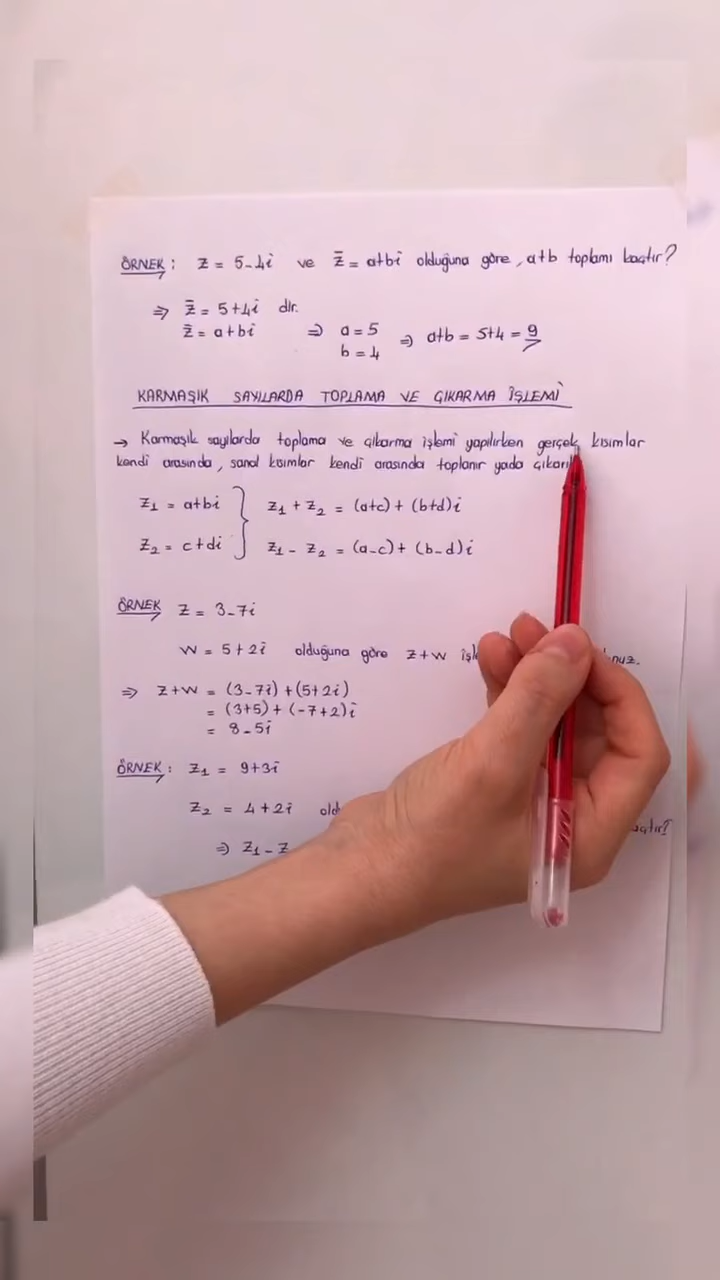 ÖRNEK: z = 5-4i ve z̄ = a+bi olduğuna göre, a+b toplamı kaçtır?
⇒ z̄ = 5+4i dir.
z̄ = a+bi ⇒ a = 5 ⇒ a+b = 5+4 = 9
b = 4
KARMAŞIK SAYILARDA TOPLAMA VE ÇIKARMA İŞLEMİ
→ Karmaşık sayılarda toplama ve çıkarma işlemi yapılırken gerçek kısımlar
kendi arasında, sanal kısımlar kendi arasında toplanır yada
z₁ = a+bi } z₁ + z₂ = (a+c) + (b+d)i
z₂ = c+di z₁ - z₂ = (a-c) + (b-d)i
ÖRNEK z = 3-7i
w = 5+2i olduğuna göre z+w
⇒ z+w = (3-7i) + (5+2i)
= (3+5) + (-7+2)i
= 8-5i
ÖRNEK: z₁ = 9+3i
z₂ = 4+2i
⇒ z₁ - z